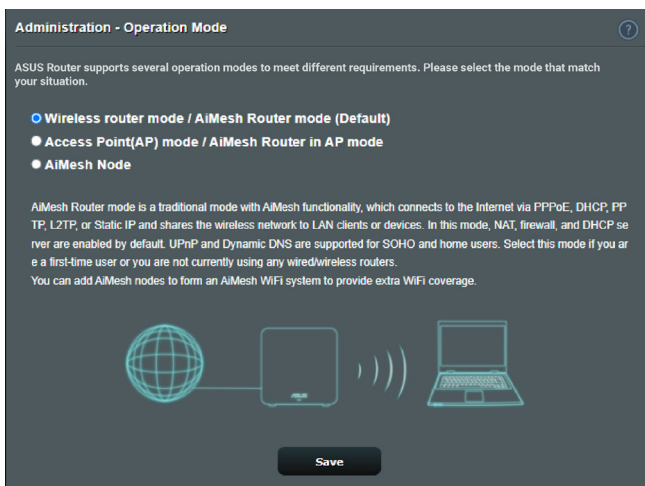 Administration - Operation Mode
?
ASUS Router supports several operation modes to meet different requirements. Please select the mode that match
your situation.
Wireless router mode / AiMesh Router mode (Default)
Access Point(AP) mode / AiMesh Router in AP mode
AiMesh Node
AiMesh Router mode is a traditional mode with AiMesh functionality, which connects to the Internet via PPPoE, DHCP, PP
TP, L2TP, or Static IP and shares the wireless network to LAN clients or devices. In this mode, NAT, firewall, and DHCP se
rver are enabled by default. UPnP and Dynamic DNS are supported for SOHO and home users. Select this mode if you ar
e a first-time user or you are not currently using any wired/wireless routers.
You can add AiMesh nodes to form an AiMesh WiFi system to provide extra WiFi coverage.
ASUS
Save